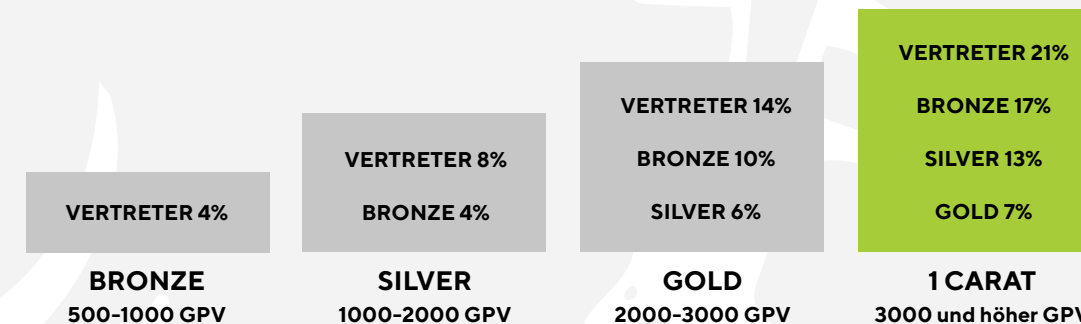 VERTRETER 4%
BRONZE
500-1000 GPV
VERTRETER 8%
BRONZE 4%
SILVER
1000-2000 GPV
VERTRETER 14%
BRONZE 10%
SILVER 6%
GOLD
2000-3000 GPV
VERTRETER 21%
BRONZE 17%
SILVER 13%
GOLD 7%
1 CARAT
3000 und höher GPV